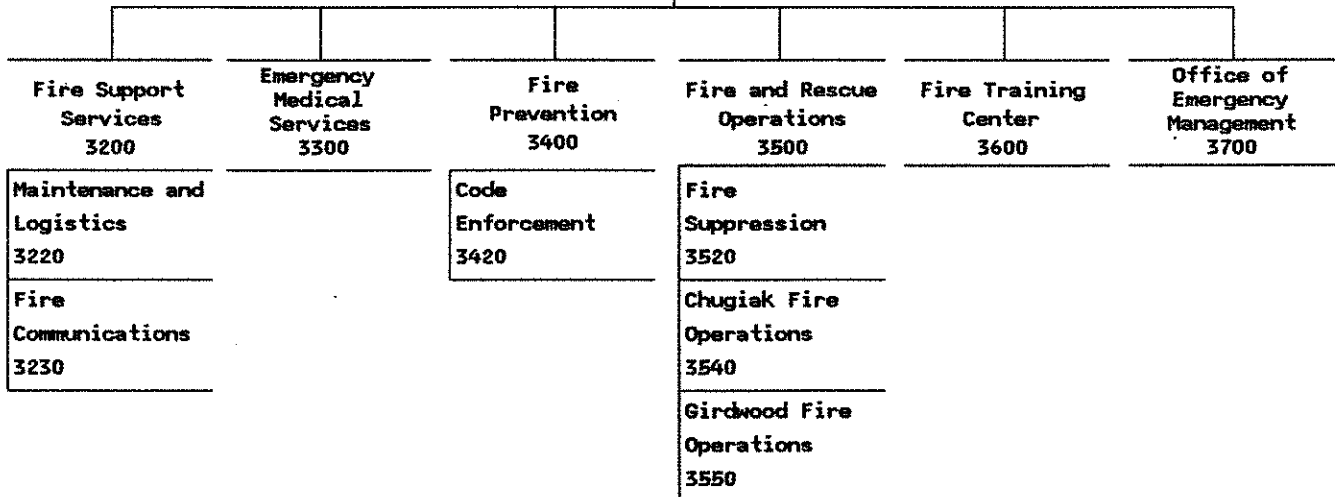 Fire Support
Services
3200
Emergency
Medical
Services
3300
Fire
Prevention
3400
Fire and Rescue
Operations
3500
Fire Training
Center
3600
Office of
Emergency
Management
3700
Maintenance and
Logistics
3220
Fire
Communications
3230
Code
Enforcement
3420
Fire
Suppression
3520
Chugiak Fire
Operations
3540
Girdwood Fire
Operations
3550